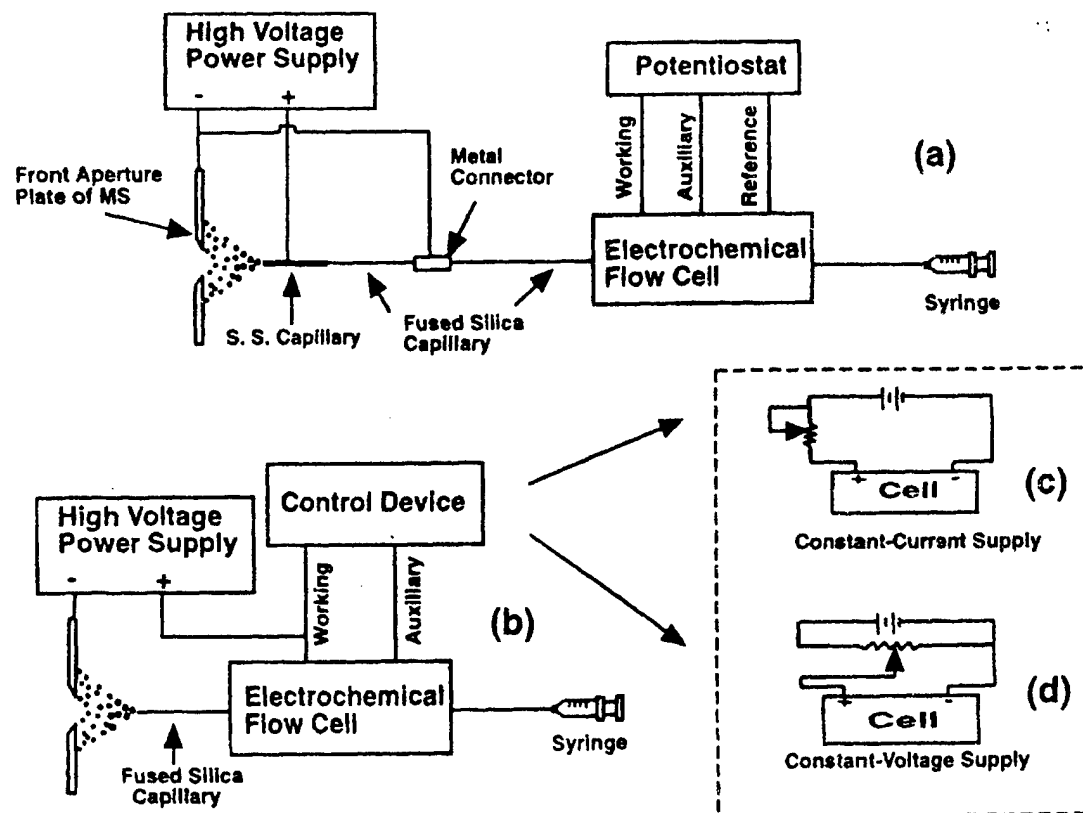 High Voltage
Power Supply
- +
Potentiostat
Working
Auxiliary
Reference
(a)
Metal
Connector
Front Aperture
Plate of MS
Electrochemical
Flow Cell
Syringe
S. S. Capillary
Fused Silica
Capillary
Control Device
High Voltage
Power Supply
- +
Working
Auxiliary
(b)
Electrochemical
Flow Cell
Syringe
Fused Silica
Capillary
+ -
Cell
(c)
Constant-Current Supply
+ -
Cell
(d)
Constant-Voltage Supply